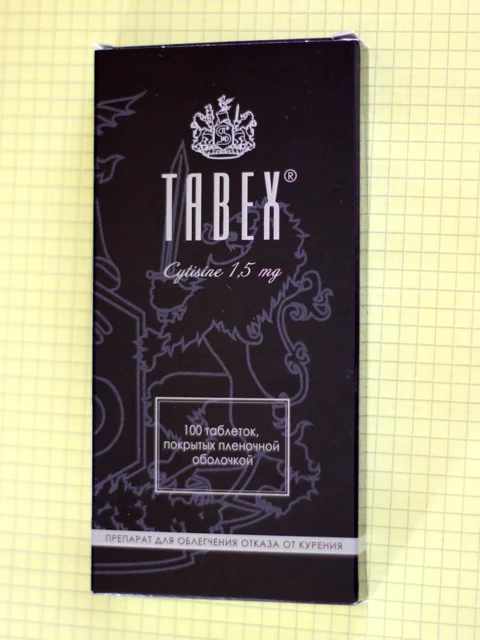 S
TABEX®
Cytisine 1,5 mg
100 таблеток,
покрытых пленочной
оболочкой
ПРЕПАРАТ ДЛЯ ОБЛЕГЧЕНИЯ ОТКАЗА ОТ КУРЕНИЯ